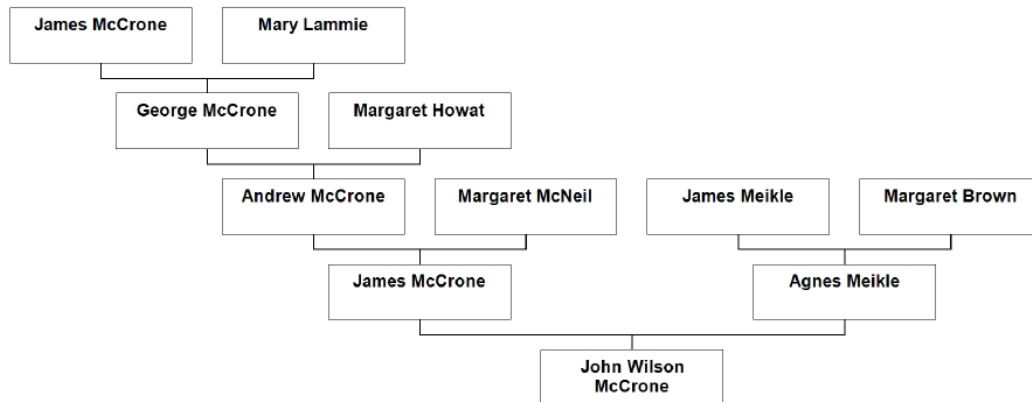 James McCrone
Mary Lammie
George McCrone
Margaret Howat
Andrew McCrone
Margaret McNeil
James Meikle
Margaret Brown
James McCrone
Agnes Meikle
John Wilson
McCrone